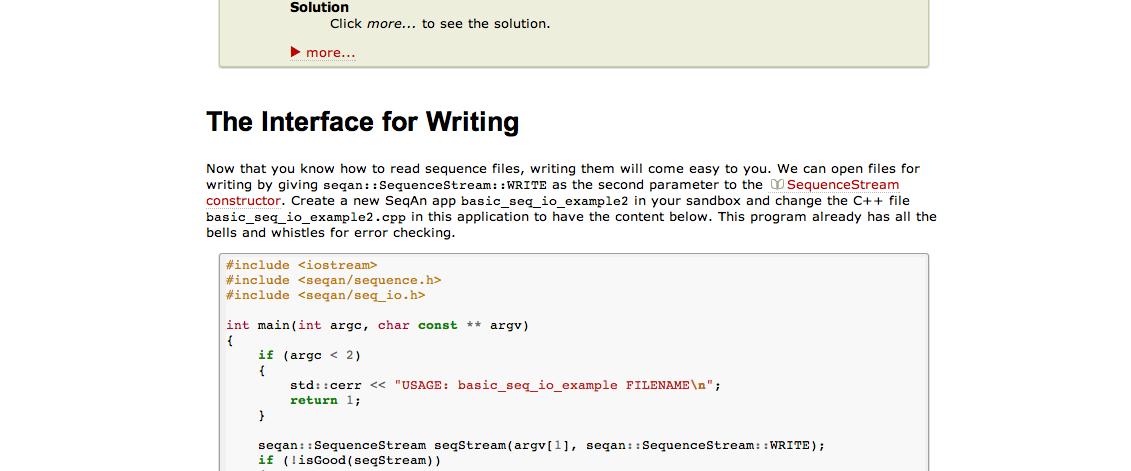 Solution
Click more... to see the solution.
▶ more...
The Interface for Writing
Now that you know how to read sequence files, writing them will come easy to you. We can open files for
writing by giving seqan::SequenceStream::WRITE as the second parameter to the SequenceStream
constructor. Create a new SeqAn app basic_seq_io_example2 in your sandbox and change the C++ file
basic_seq_io_example2.cpp in this application to have the content below. This program already has all the
bells and whistles for error checking.
#include <iostream>
#include <seqan/sequence.h>
#include <seqan/seq_io.h>
int main(int argc, char const ** argv)
{
    if (argc < 2)
    {
        std::cerr << "USAGE: basic_seq_io_example FILENAME\n";
        return 1;
    }
    seqan::SequenceStream seqStream(argv[1], seqan::SequenceStream::WRITE);
    if (!isGood(seqStream))